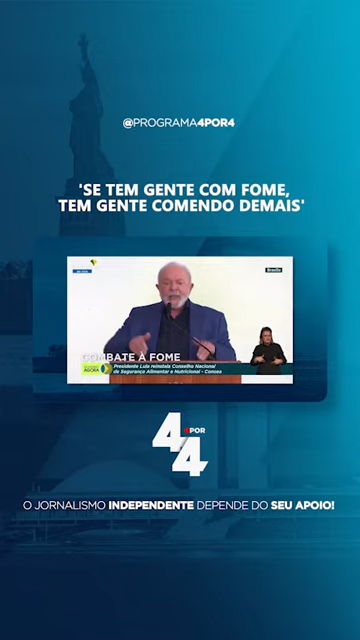 @PROGRAMA4POR4
'SE TEM GENTE COM FOME,
TEM GENTE COMENDO DEMAIS'
Brasília
COMBATE À FOME
AGORA
Presidente Lula reinstala Conselho Nacional
de Segurança Alimentar e Nutricional - Consea
4 POR
4
O JORNALISMO INDEPENDENTE DEPENDE DO SEU APOIO!